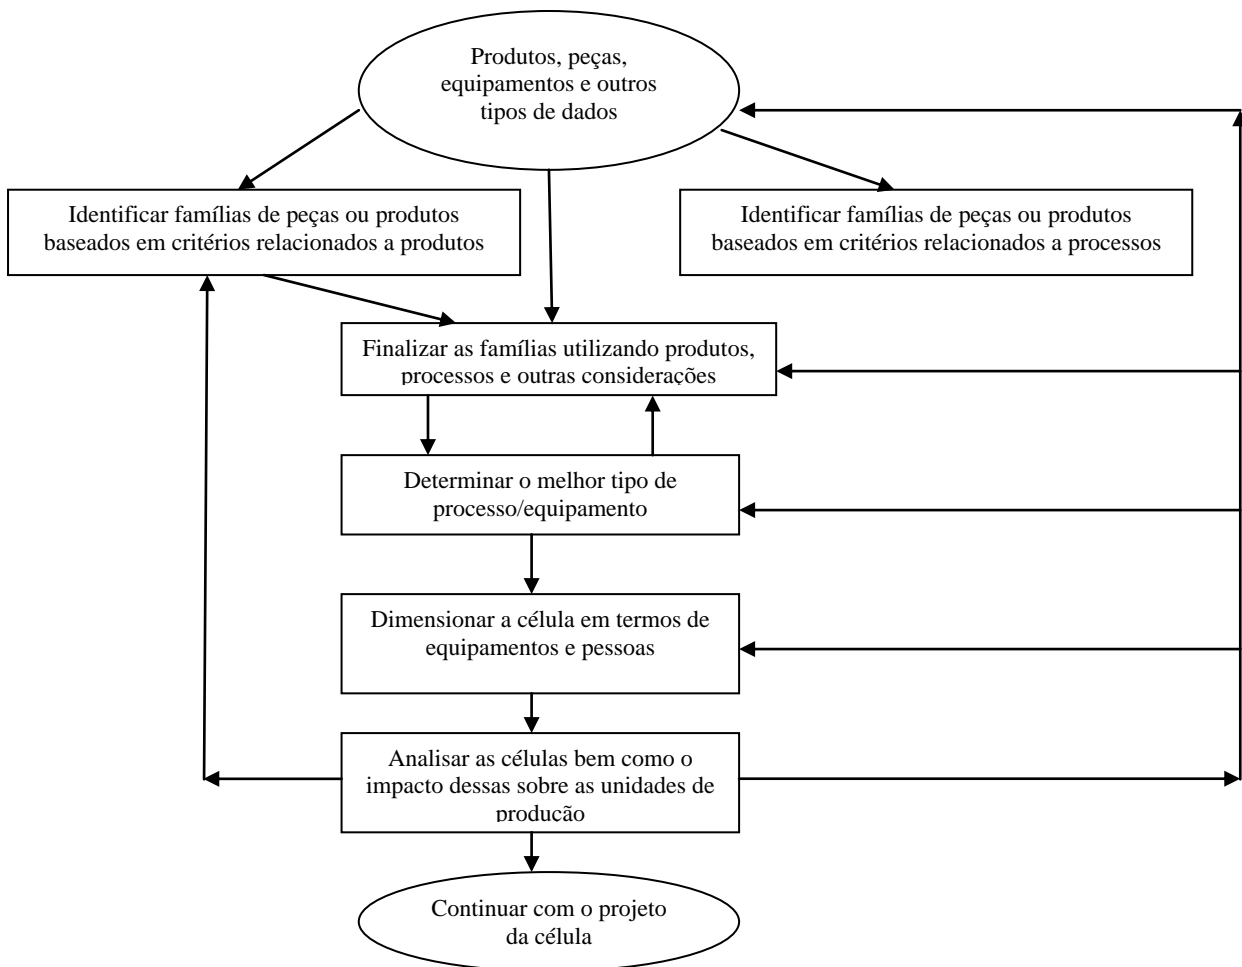 Produtos, peças,
equipamentos e outros
tipos de dados
Identificar famílias de peças ou produtos
baseados em critérios relacionados a produtos
Identificar famílias de peças ou produtos
baseados em critérios relacionados a processos
Finalizar as famílias utilizando produtos,
processos e outras considerações
Determinar o melhor tipo de
processo/equipamento
Dimensionar a célula em termos de
equipamentos e pessoas
Analisar as células bem como o
impacto dessas sobre as unidades de
produção
Continuar com o projeto
da célula